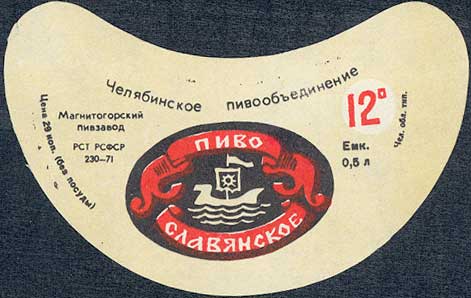 Челябинское пивообъединение
Цена 29 коп. (без посуды)
Магнитогорский
пивзавод
РСТ РСФСР
230—71
ПИВО
СЛАВЯНСКОЕ
12°
Емк.
0,5 л
Чел. обл. тип.